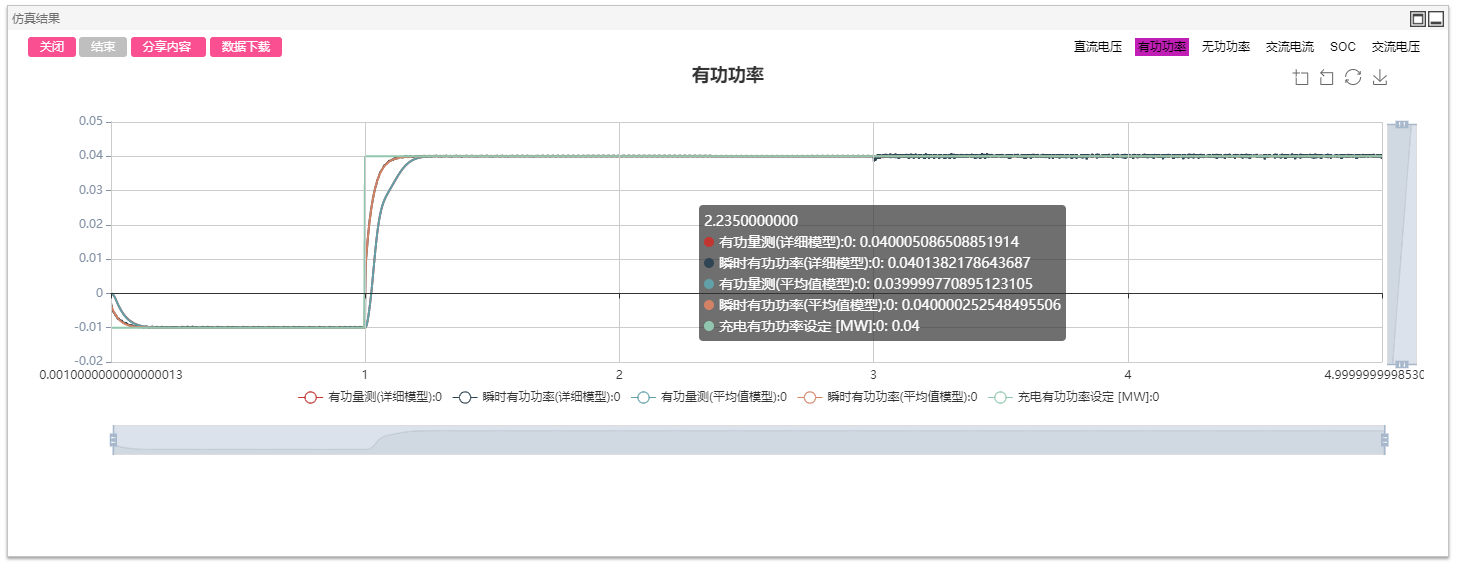 仿真结果
关闭 结束 分享内容 数据下载
直流电压 有功功率 无功功率 交流电流 SOC 交流电压
有功功率
0.05
0.04
0.03
0.02
0.01
0
-0.01
-0.02
2.2350000000
有功量测(详细模型):0: 0.040005086508851914
瞬时有功功率(详细模型):0: 0.0401382178643687
有功量测(平均值模型):0: 0.039999770895123105
瞬时有功功率(平均值模型):0: 0.040000252548495506
充电有功功率设定 [MW]:0: 0.04
0.0010000000000000013 1 2 3 4 4.9999999998530
有功量测(详细模型):0 瞬时有功功率(详细模型):0 有功量测(平均值模型):0 瞬时有功功率(平均值模型):0 充电有功功率设定 [MW]:0